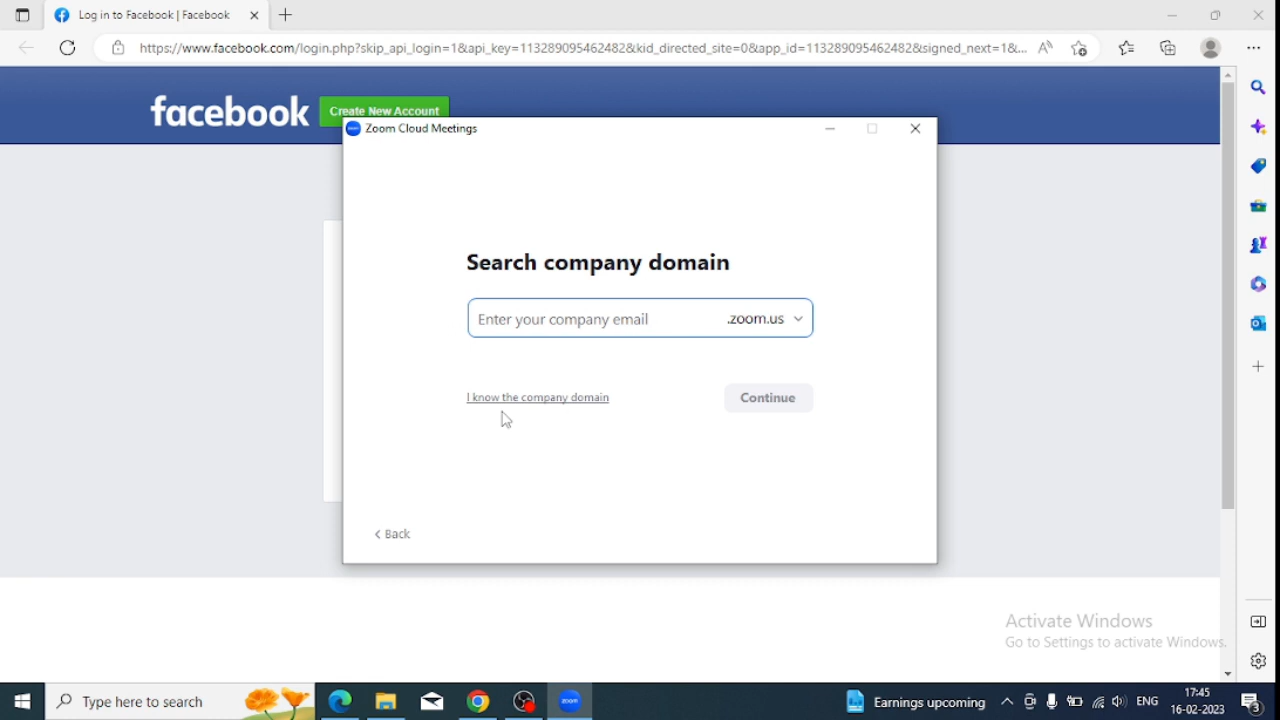 Log in to Facebook | Facebook
https://www.facebook.com/login.php?skip_api_login=1&api_key=113289095462482&kid_directed_site=0&app_id=113289095462482&signed_next=1&...
facebook
Create New Account
zoom
Zoom Cloud Meetings
Search company domain
Enter your company email
.zoom.us
I know the company domain
Continue
< Back
Activate Windows
Go to Settings to activate Windows.
Type here to search
zoom
Earnings upcoming
ENG
17:45
16-02-2023
3